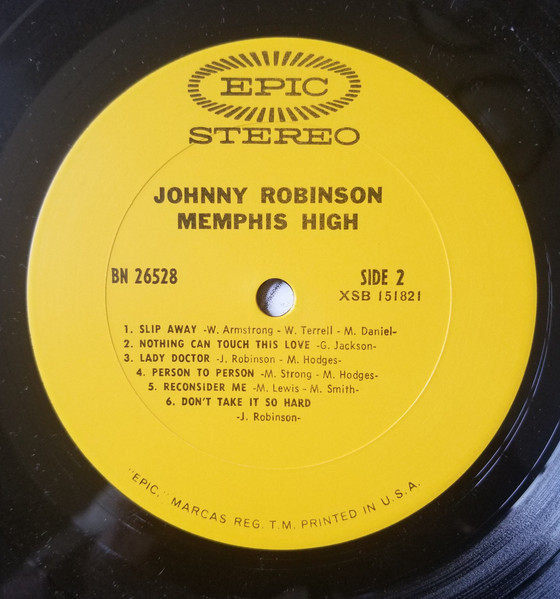 EPIC
STEREO
JOHNNY ROBINSON
MEMPHIS HIGH
BN 26528
SIDE 2
XSB 151821
1. SLIP AWAY -W. Armstrong - W. Terrell - M. Daniel-
2. NOTHING CAN TOUCH THIS LOVE -G. Jackson-
3. LADY DOCTOR -J. Robinson - M. Hodges-
4. PERSON TO PERSON -M. Strong - M. Hodges-
5. RECONSIDER ME -M. Lewis - M. Smith-
6. DON'T TAKE IT SO HARD
-J. Robinson-
"EPIC," MARCAS REG. T.M. PRINTED IN U.S.A.